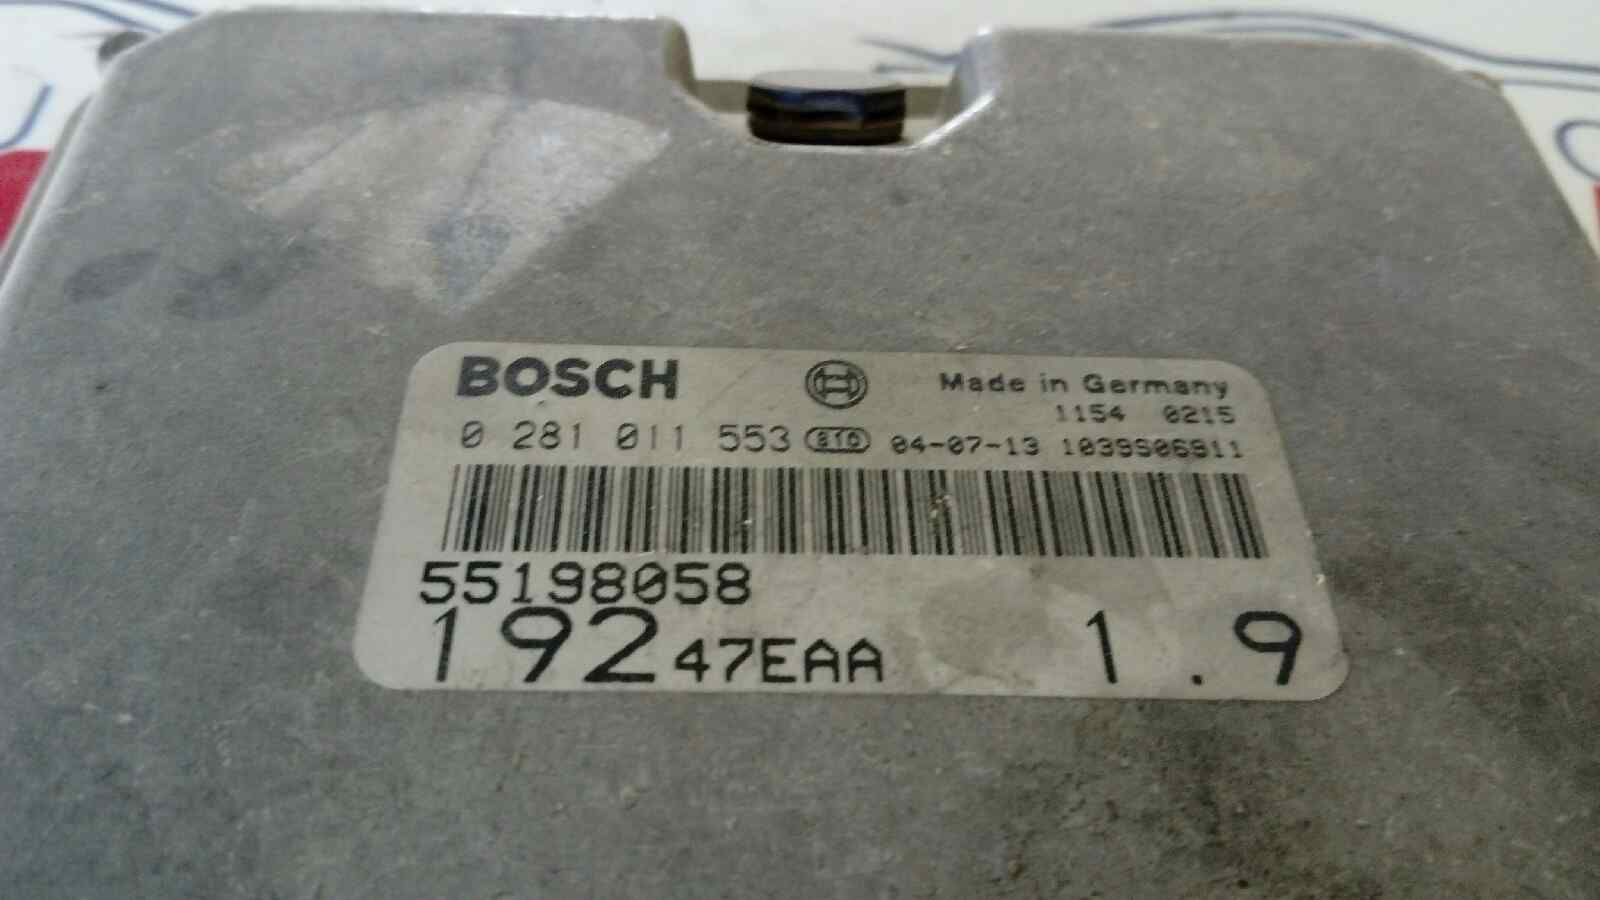 BOSCH
Made in Germany
1154 0215
0 281 011 553 04-07-13 1039S06911
55198058
192 47EAA 1.9